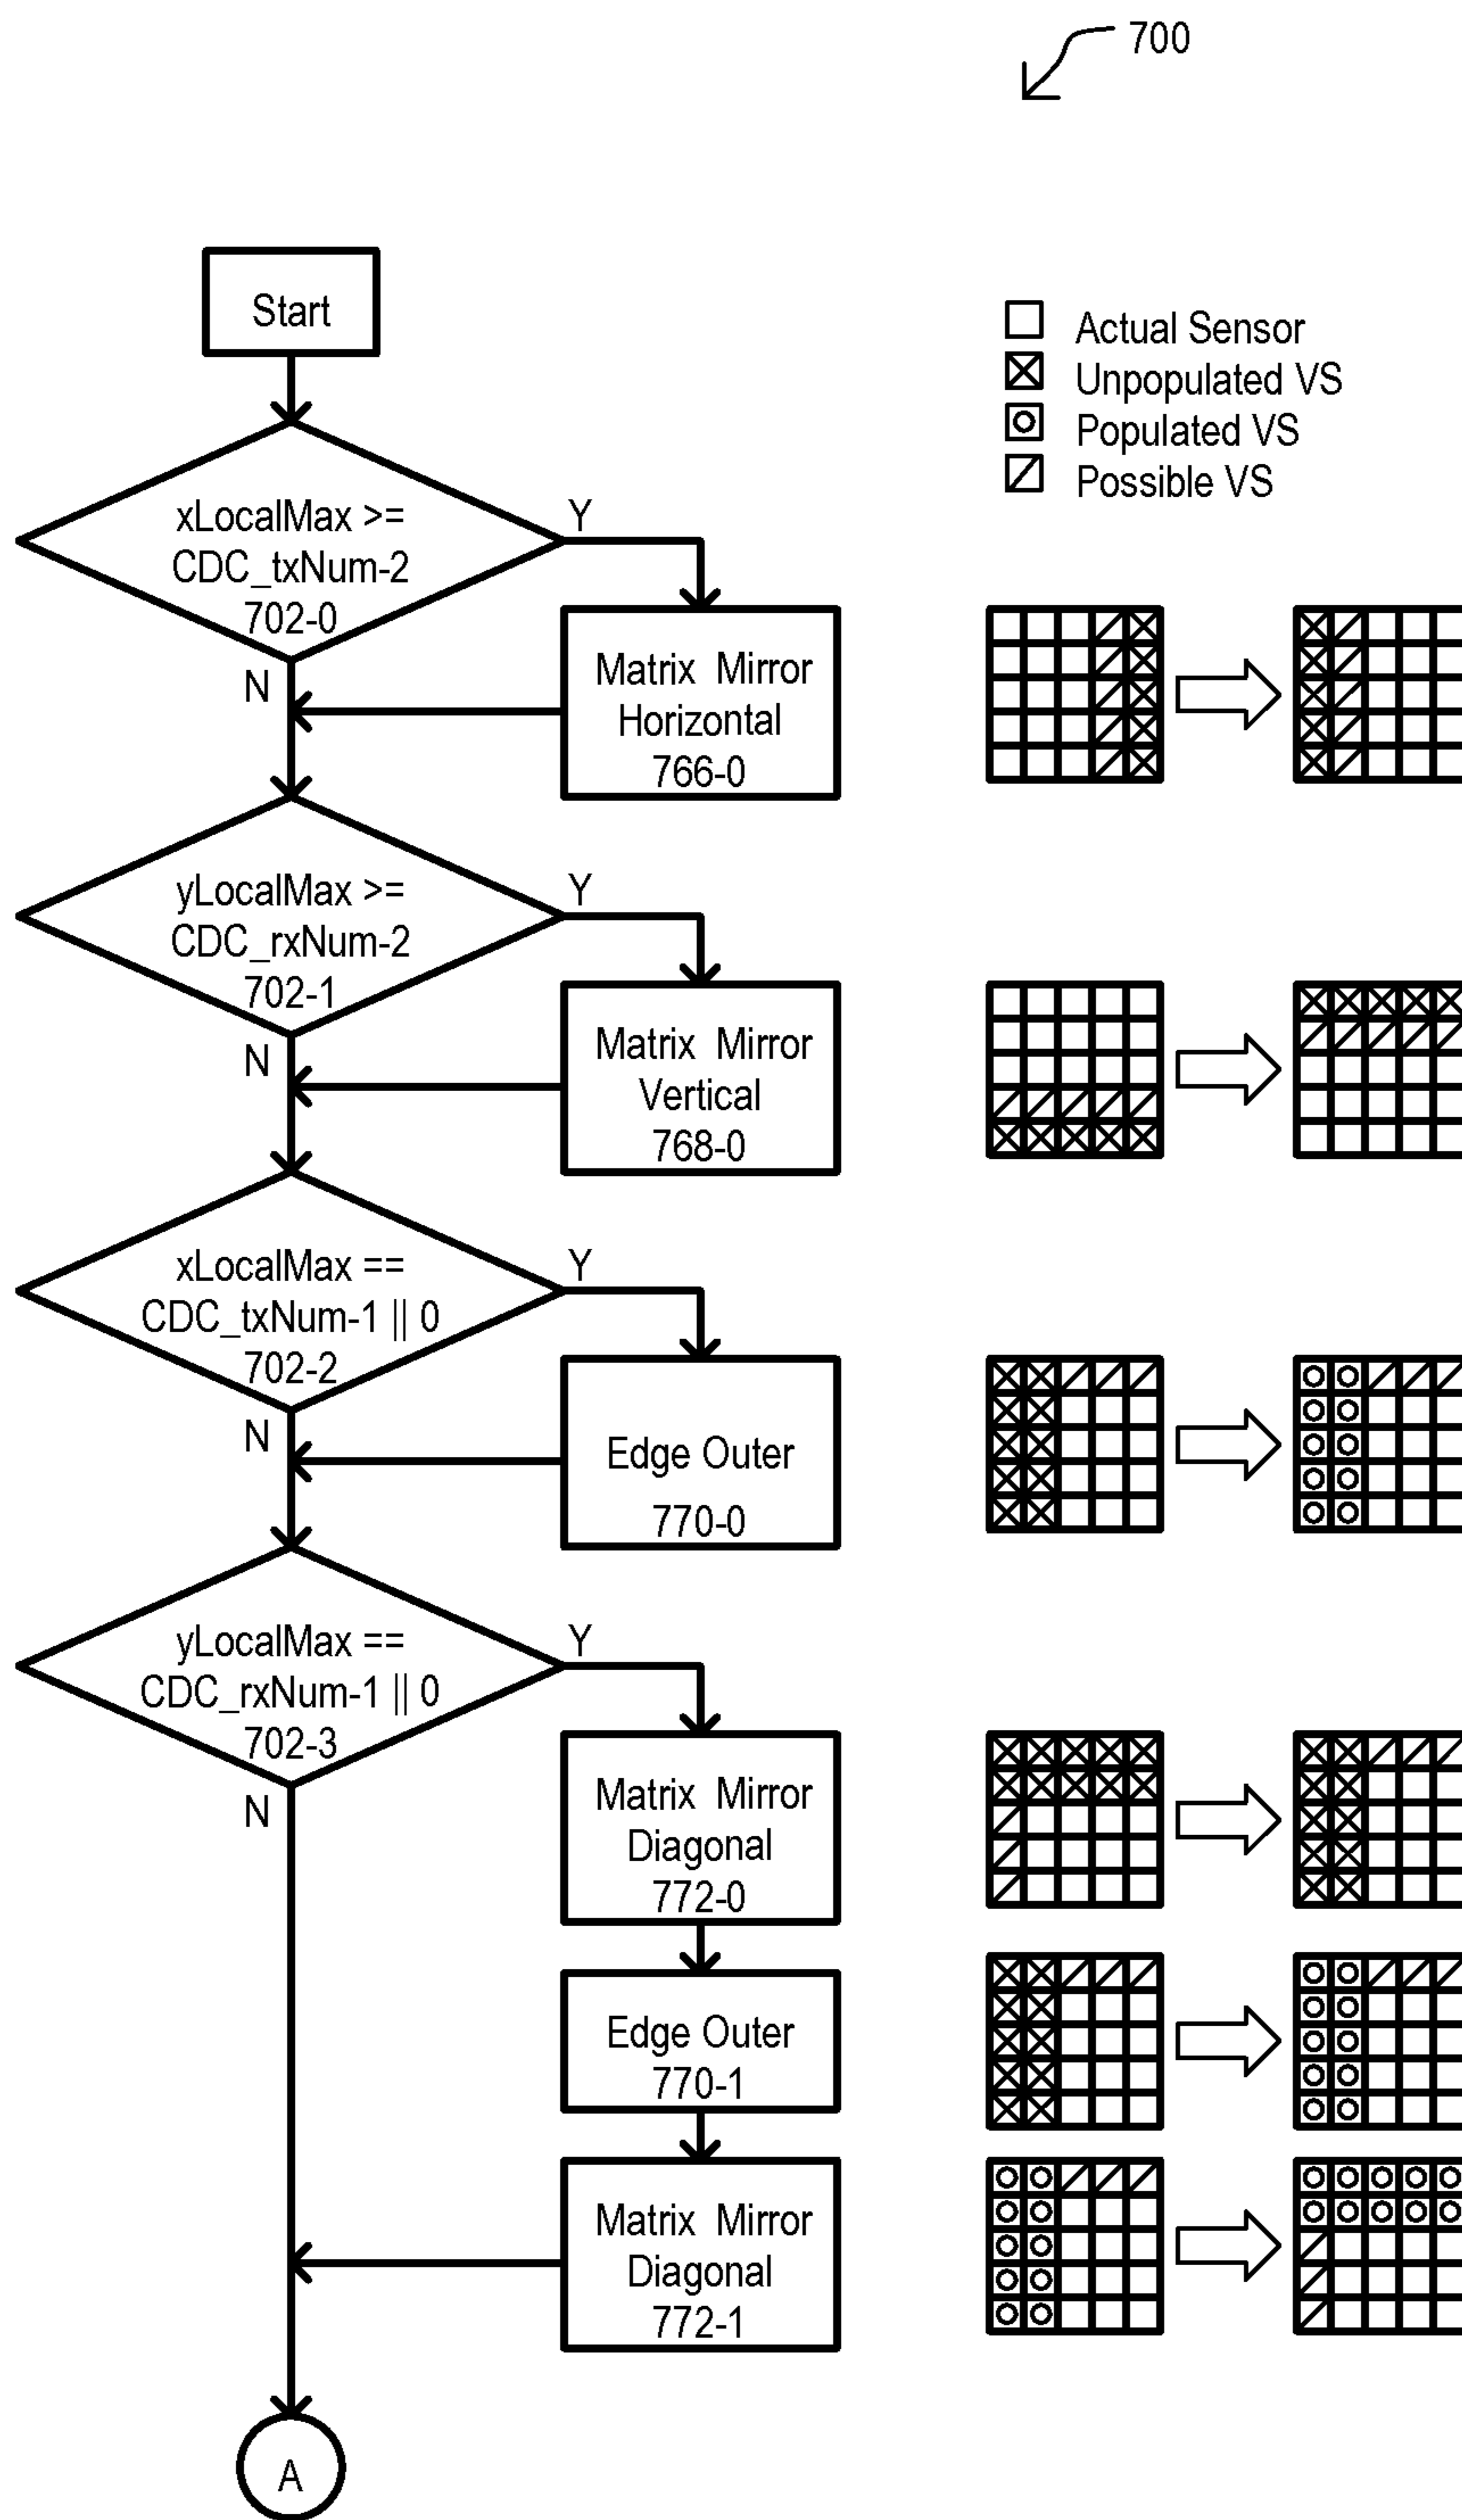 700
Start
Actual Sensor
Unpopulated VS
Populated VS
Possible VS
xLocalMax >=
CDC_txNum-2
702-0
Y
N
Matrix Mirror
Horizontal
766-0
yLocalMax >=
CDC_rxNum-2
702-1
Y
N
Matrix Mirror
Vertical
768-0
xLocalMax ==
CDC_txNum-1 || 0
702-2
Y
N
Edge Outer
770-0
yLocalMax ==
CDC_rxNum-1 || 0
702-3
Y
N
Matrix Mirror
Diagonal
772-0
Edge Outer
770-1
Matrix Mirror
Diagonal
772-1
A